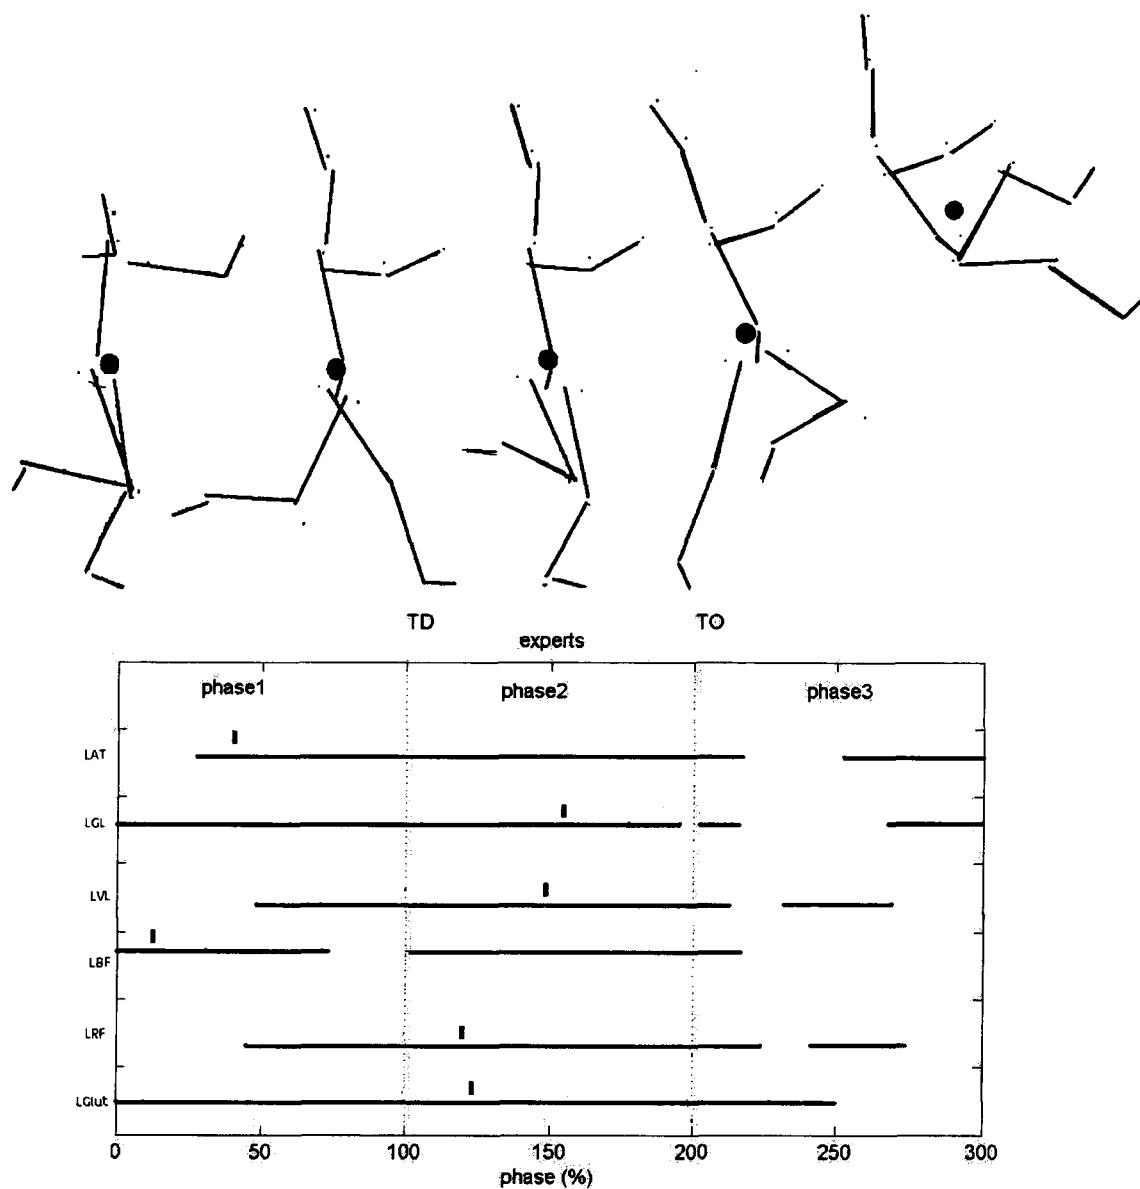 TD TO
experts
phase1 phase2 phase3
LAT
LGL
LVL
LBF
LRF
LGlut
0 50 100 150 200 250 300
phase (%)